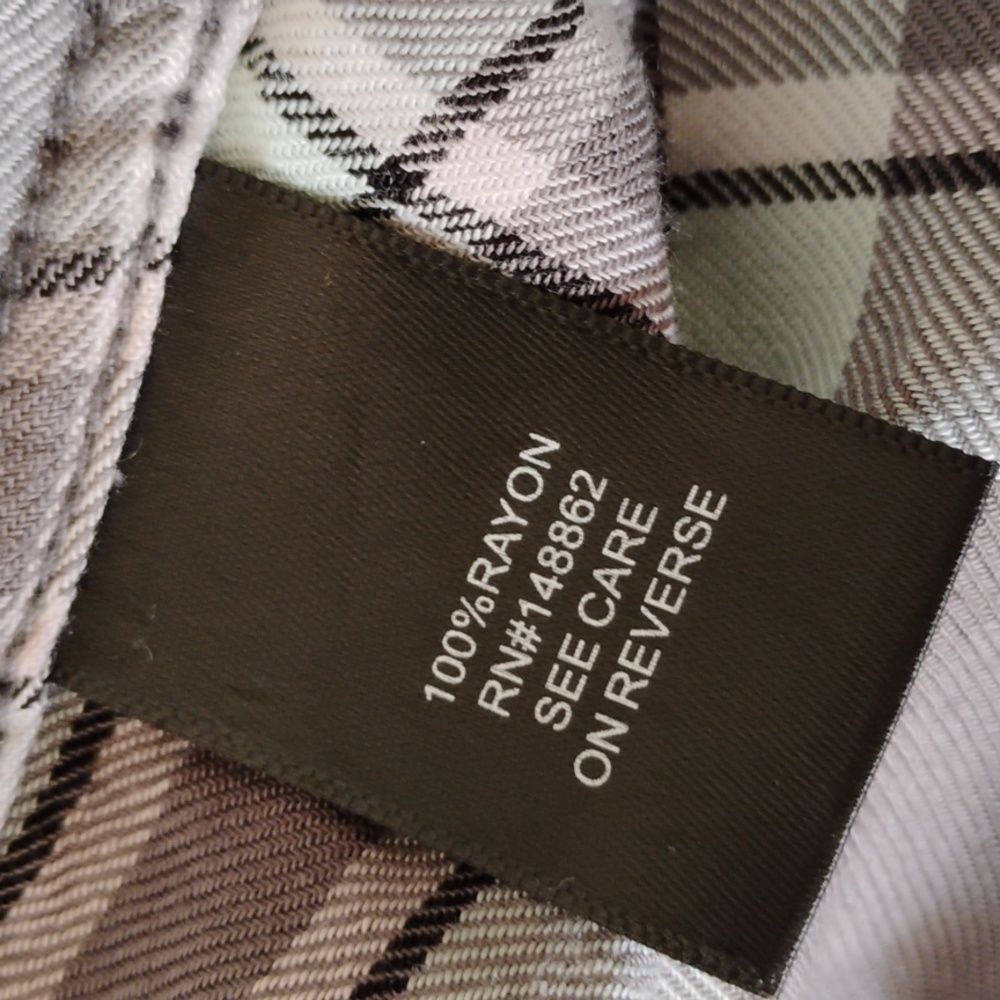 100%RAYON
RN#148862
SEE CARE
ON REVERSE